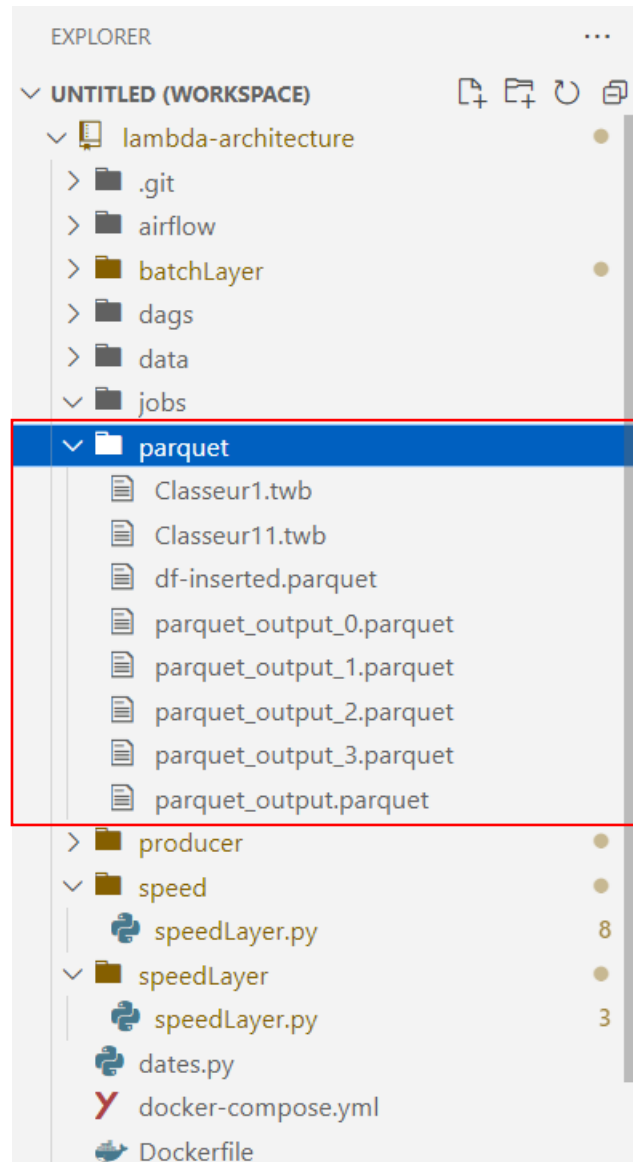 EXPLORER
UNTITLED (WORKSPACE)
lambda-architecture
.git
airflow
batchLayer
dags
data
jobs
parquet
Classeur1.twb
Classeur11.twb
df-inserted.parquet
parquet_output_0.parquet
parquet_output_1.parquet
parquet_output_2.parquet
parquet_output_3.parquet
parquet_output.parquet
producer
speed
speedLayer.py 8
speedLayer
speedLayer.py 3
dates.py
docker-compose.yml
Dockerfile